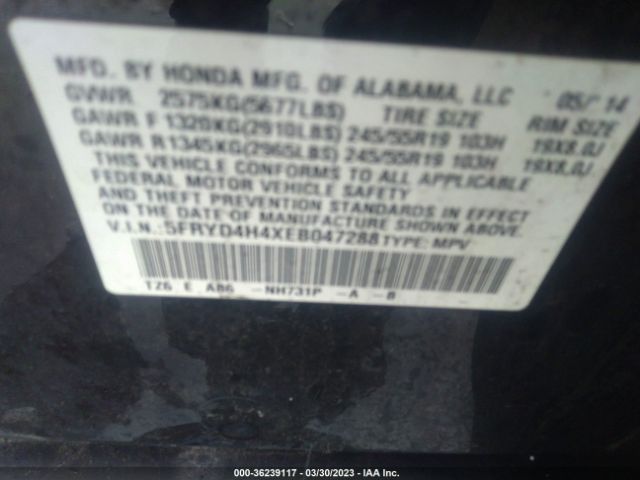 MFD. BY HONDA MFG. OF ALABAMA, LLC 05/ 14
GVWR 2575KG(5677LBS) TIRE SIZE RIM SIZE
GAWR F 1320KG(2910LBS) 245/55R19 103H 19X8.0J
GAWR R 1345KG(2965LBS) 245/55R19 103H 19X8.0J
THIS VEHICLE CONFORMS TO ALL APPLICABLE
FEDERAL MOTOR VEHICLE SAFETY
AND THEFT PREVENTION STANDARDS IN EFFECT
ON THE DATE OF MANUFACTURE SHOWN ABOVE.
V.I.N.:5FRYD4H4XEB047288 TYPE: MPV
TZ6 E AB6 -NH731P -A -B
000-36239117 - 03/30/2023 - IAA Inc.